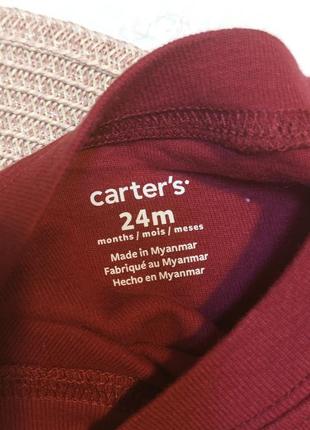 carter's
24m
months / mois / meses
Made in Myanmar
Fabriqué au Myanmar
Hecho en Myanmar